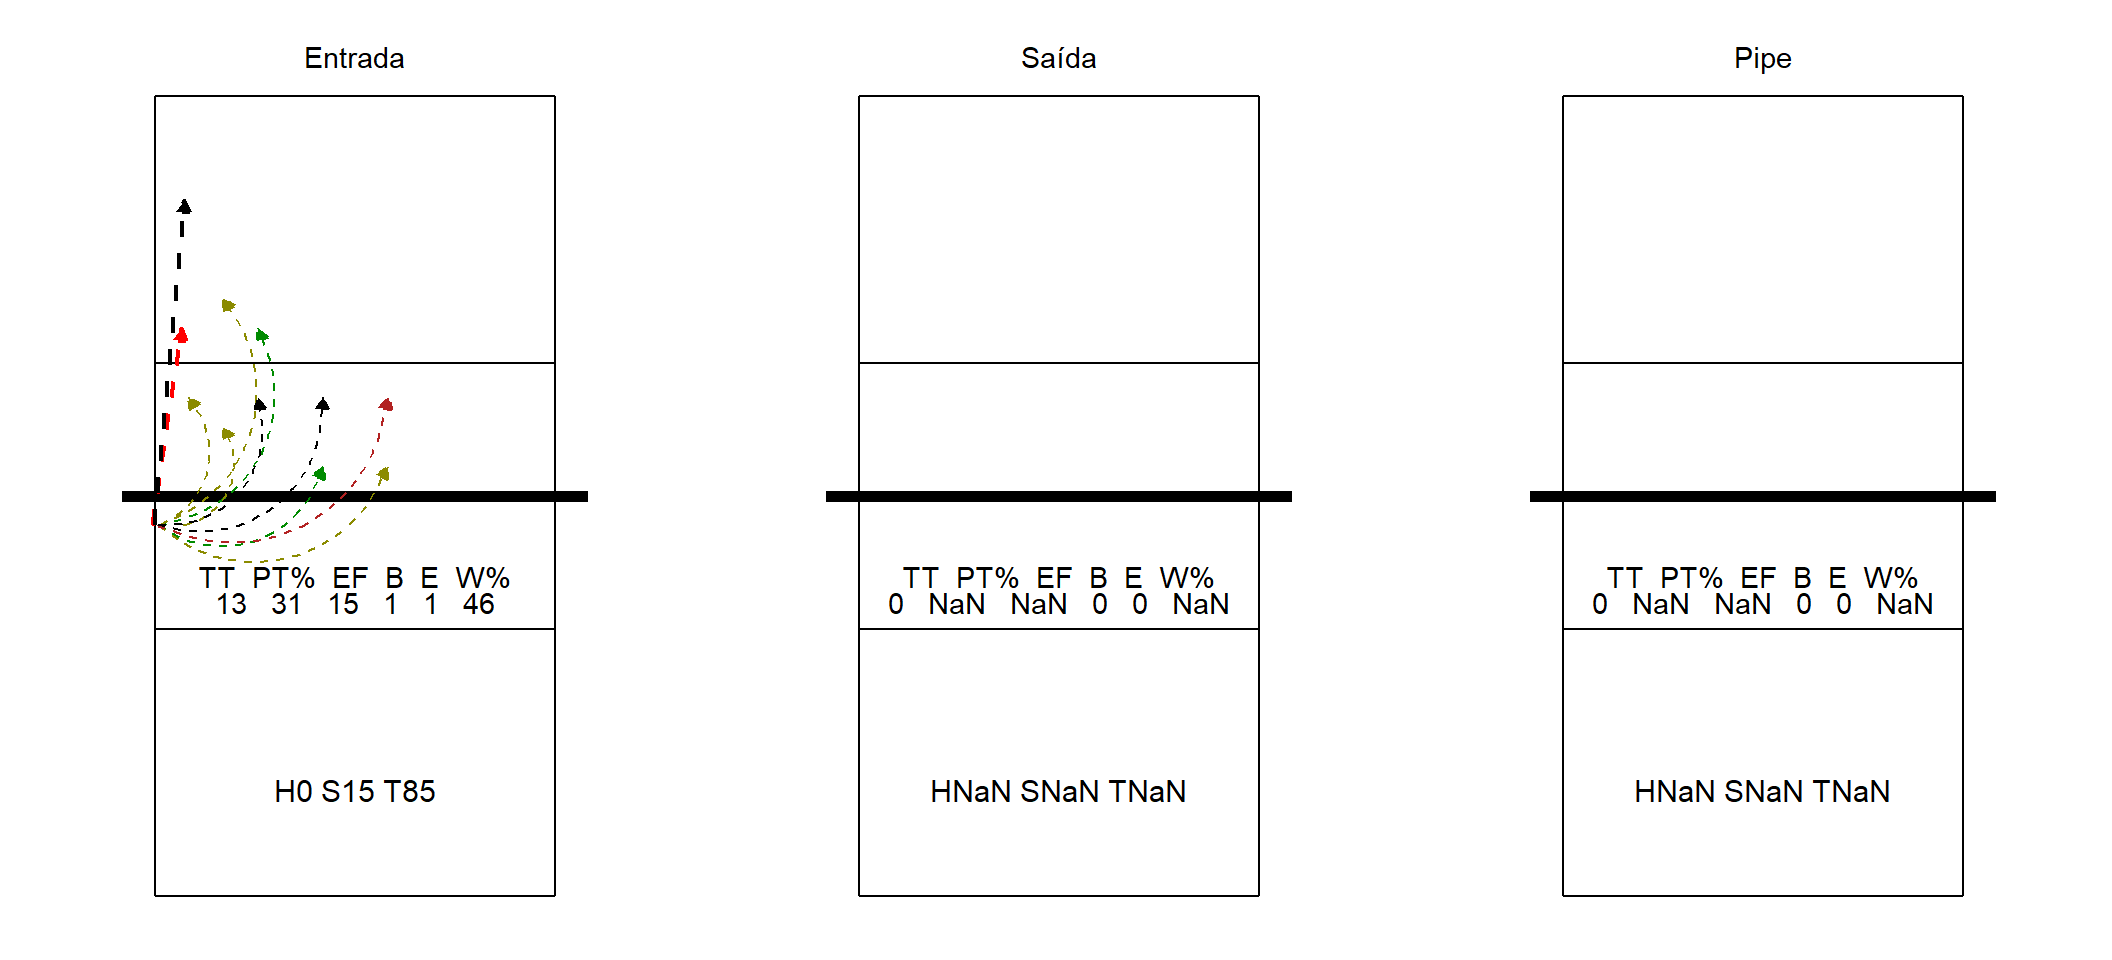 Entrada
TT PT% EF B E W%
13 31 15 1 1 46
H0 S15 T85
Saída
TT PT% EF B E W%
0 NaN NaN 0 0 NaN
HNaN SNaN TNaN
Pipe
TT PT% EF B E W%
0 NaN NaN 0 0 NaN
HNaN SNaN TNaN